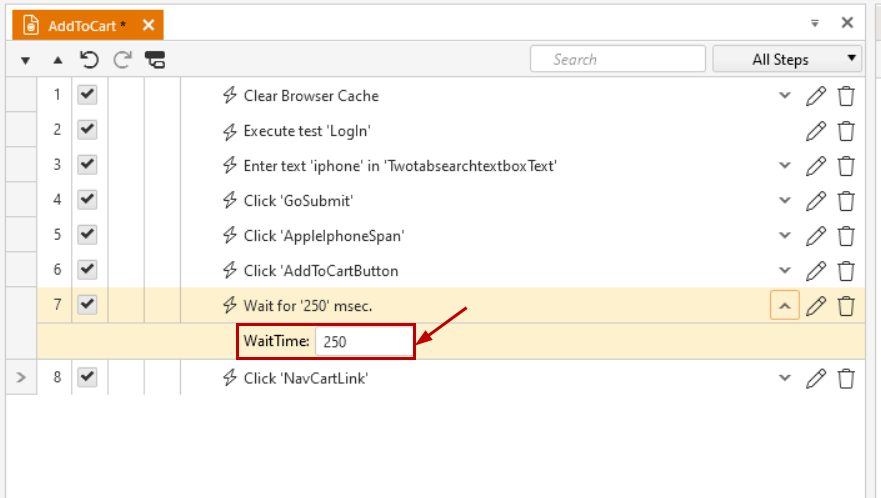 AddToCart *
Search
All Steps
1 Clear Browser Cache
2 Execute test 'LogIn'
3 Enter text 'iphone' in 'TwotabsearchtextboxText'
4 Click 'GoSubmit'
5 Click 'AppleIphoneSpan'
6 Click 'AddToCartButton
7 Wait for '250' msec.
WaitTime: 250
8 Click 'NavCartLink'